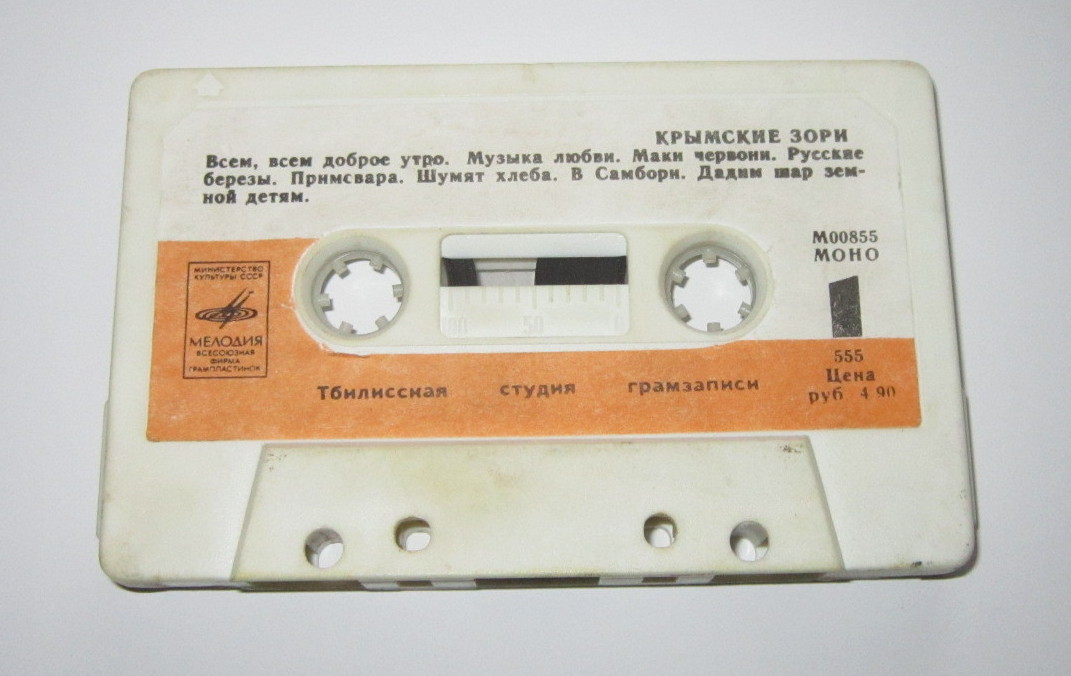 КРЫМСКИЕ ЗОРИ
Всем, всем доброе утро. Музыка любви. Маки червони. Русские
березы. Примсвара. Шумят хлеба. В Самборн. Дадим шар зем-
ной детям.
М00855
МОНО
1
МИНИСТЕРСТВО
КУЛЬТУРЫ СССР
МЕЛОДИЯ
ВСЕСОЮЗНАЯ
ФИРМА
ГРАМПЛАСТИНОК
100 50 0
Тбилисская студия грамзаписи
555
Цена
руб 4 90